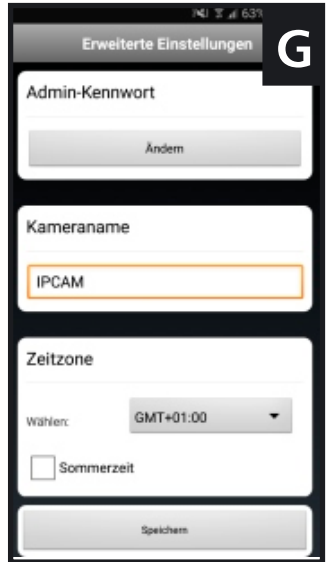 63%
Erweiterte Einstellungen
G
Admin-Kennwort
Ändern
Kameraname
IPCAM
Zeitzone
Wählen:
GMT+01:00
Sommerzeit
Speichern